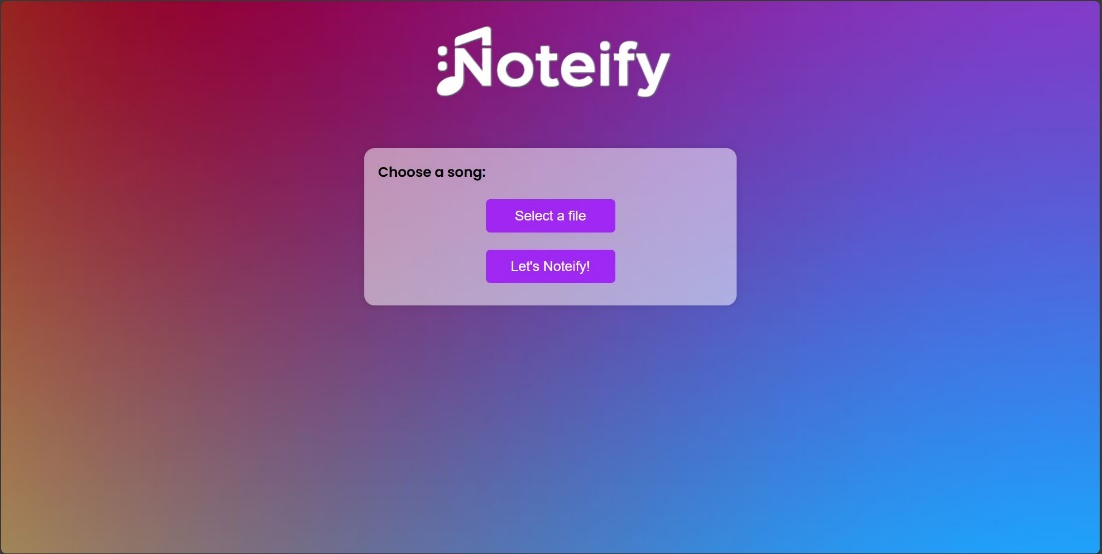 Noteify
Choose a song:
Select a file
Let's Noteify!